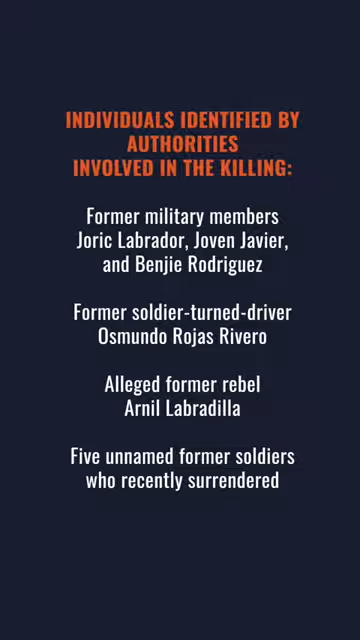 INDIVIDUALS IDENTIFIED BY
AUTHORITIES
INVOLVED IN THE KILLING:
Former military members
Joric Labrador, Joven Javier,
and Benjie Rodriguez
Former soldier-turned-driver
Osmundo Rojas Rivero
Alleged former rebel
Arnil Labradilla
Five unnamed former soldiers
who recently surrendered